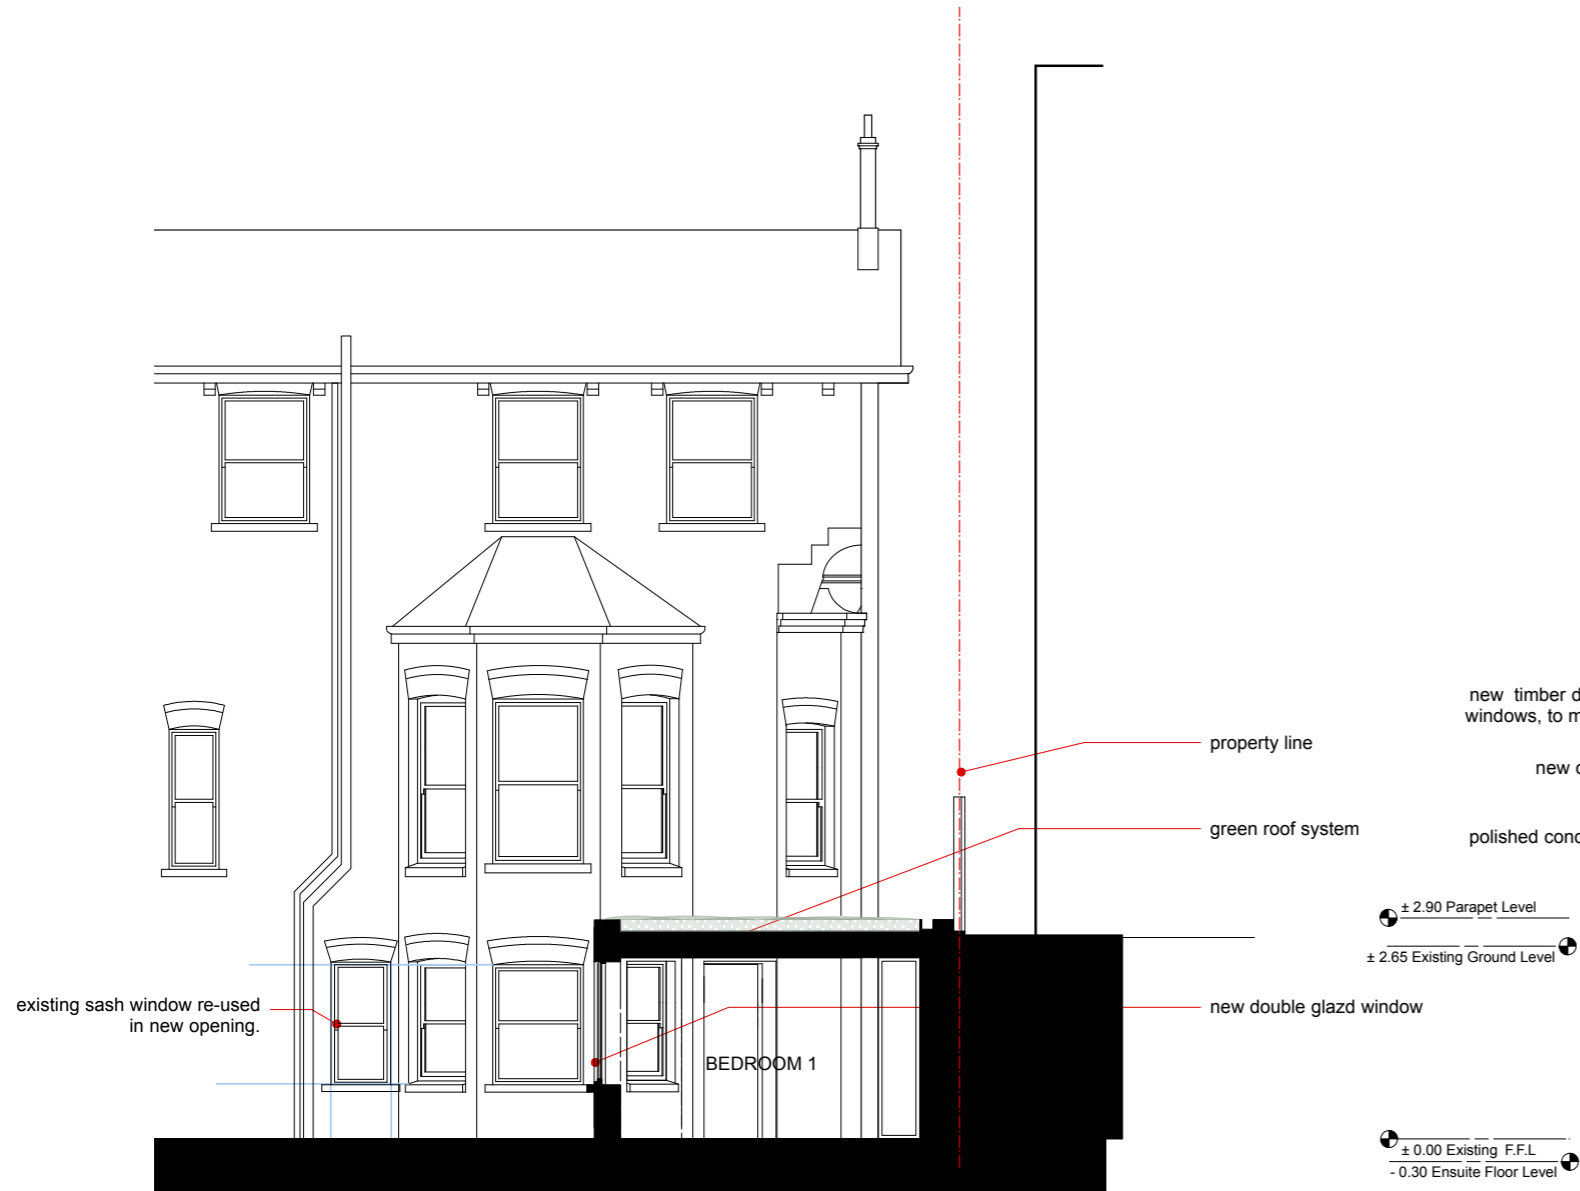 new timber d
windows, to m
property line
new c
green roof system
polished conc
± 2.90 Parapet Level
± 2.65 Existing Ground Level
existing sash window re-used
in new opening.
new double glazd window
BEDROOM 1
± 0.00 Existing F.F.L
- 0.30 Ensuite Floor Level